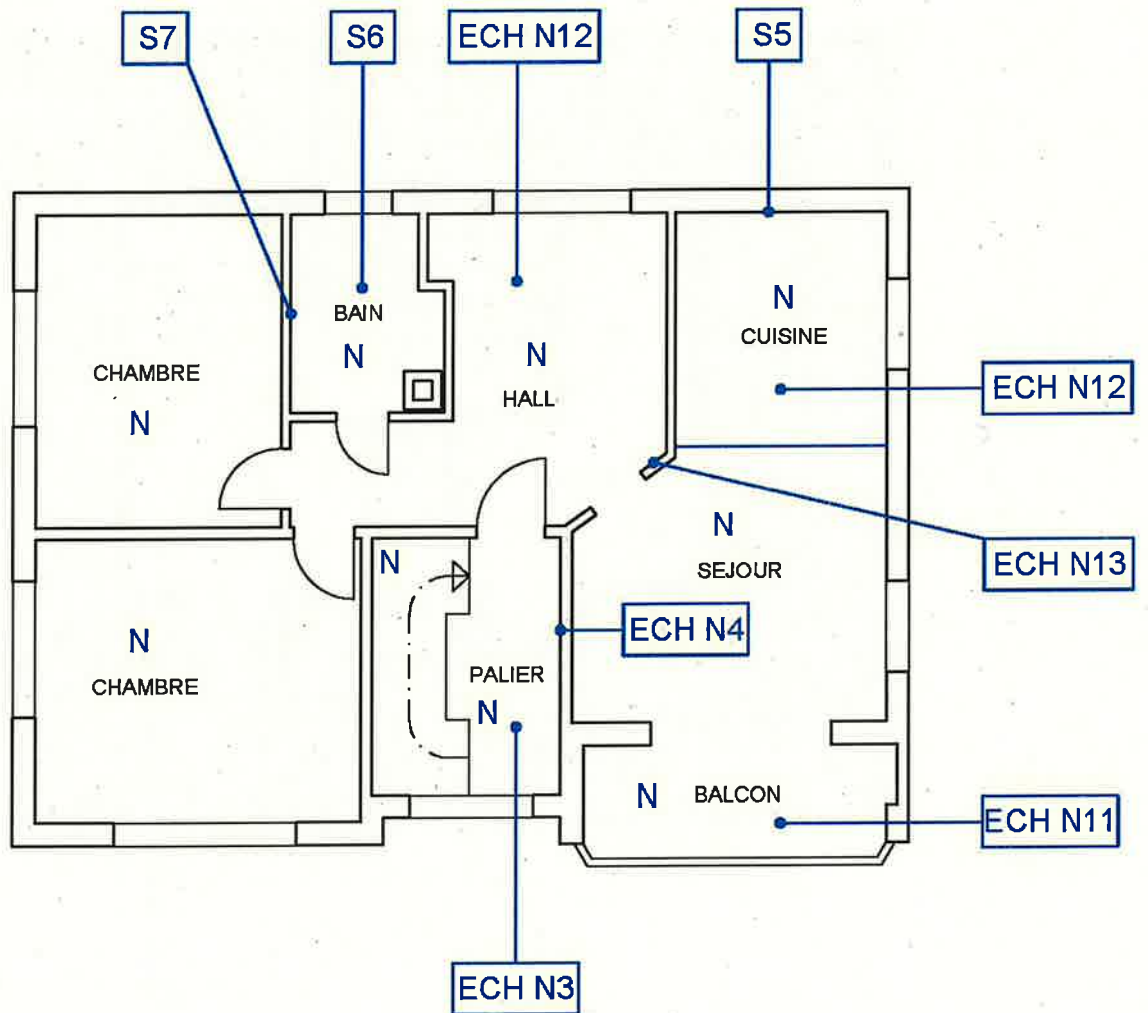 S7
S6
ECH N12
S5
BAIN
N
CHAMBRE
N
N
HALL
N
CUISINE
ECH N12
N
SEJOUR
ECH N13
N
N
CHAMBRE
ECH N4
PALIER
N
N
BALCON
ECH N11
ECH N3